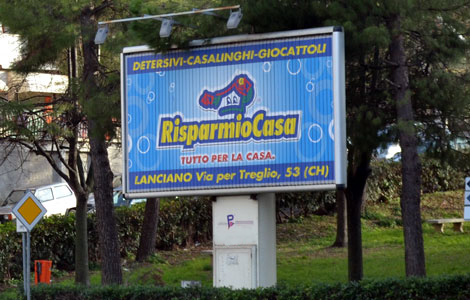 DETERSIVI-CASALINGHI-GIOCATTOLI
RisparmioCasa
TUTTO PER LA CASA.
LANCIANO Via per Treglio, 53 (CH)
P